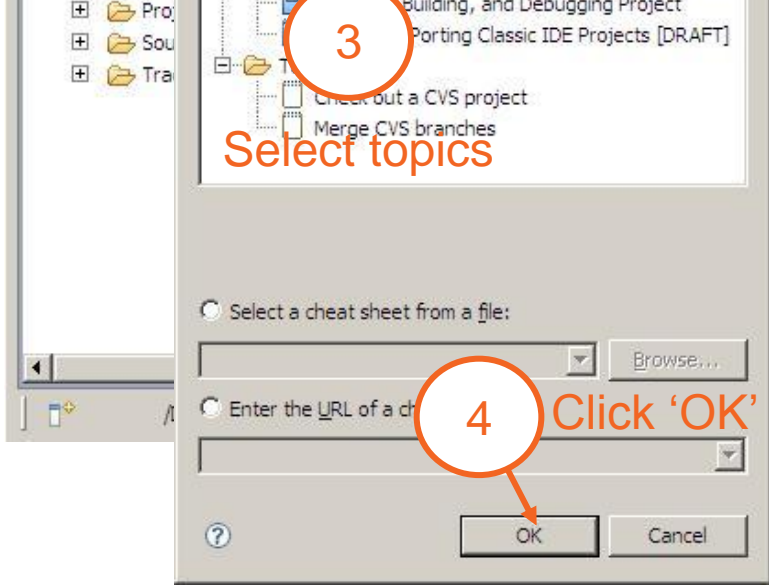 Proj
Building, and Debugging Project
Sou
3
Porting Classic IDE Projects [DRAFT]
Tra
T
Check out a CVS project
Merge CVS branches
Select topics
Select a cheat sheet from a file:
Browse...
Enter the URL of a ch
4
Click ‘OK’
OK
Cancel